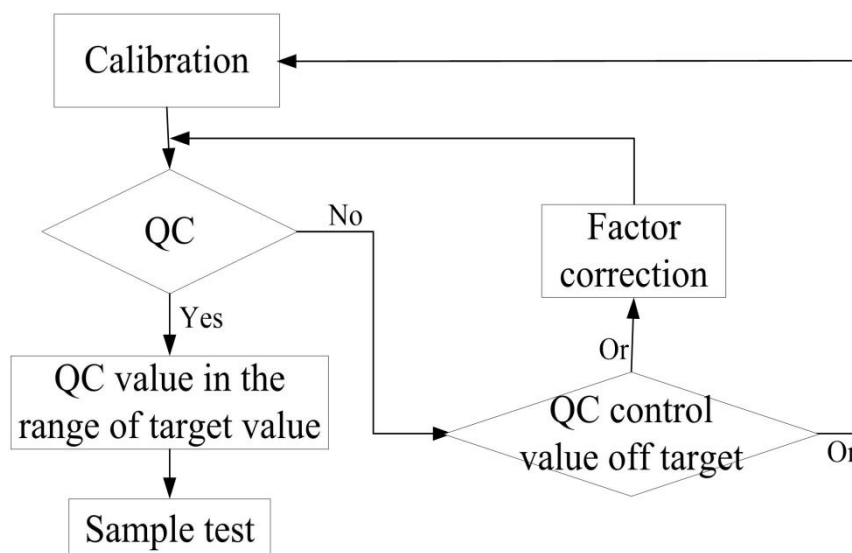 Calibration
QC
No
Yes
Factor
correction
QC value in the
range of target value
Or
QC control
value off target
Or
Sample test